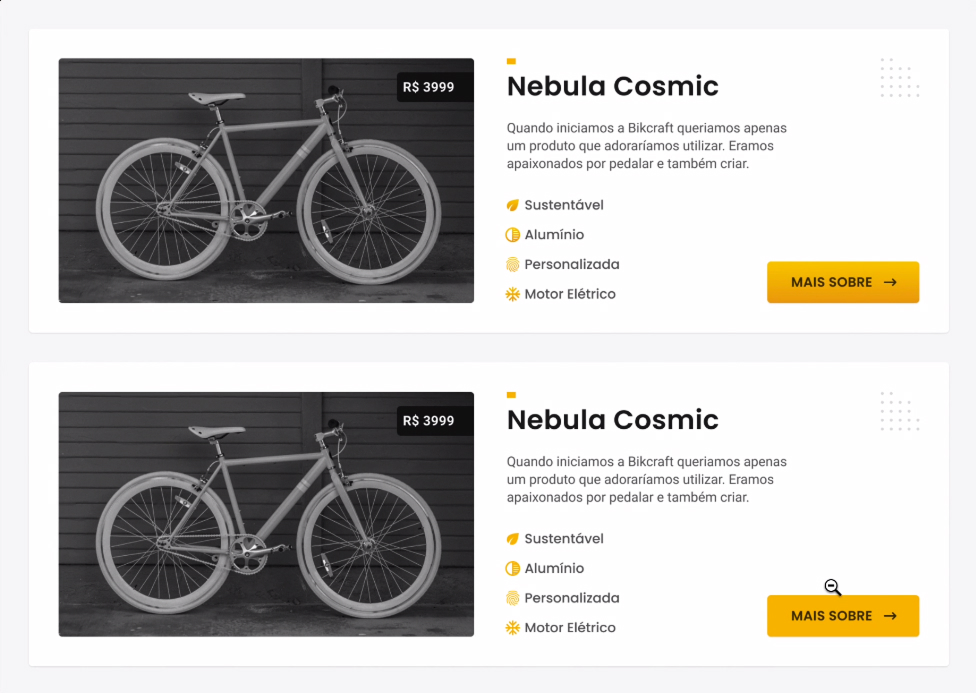 R$ 3999
Nebula Cosmic
Quando iniciamos a Bikcraft queriamos apenas
um produto que adoraríamos utilizar. Eramos
apaixonados por pedalar e também criar.
Sustentável
Alumínio
Personalizada
Motor Elétrico
MAIS SOBRE →
R$ 3999
Nebula Cosmic
Quando iniciamos a Bikcraft queriamos apenas
um produto que adoraríamos utilizar. Eramos
apaixonados por pedalar e também criar.
Sustentável
Alumínio
Personalizada
Motor Elétrico
MAIS SOBRE →